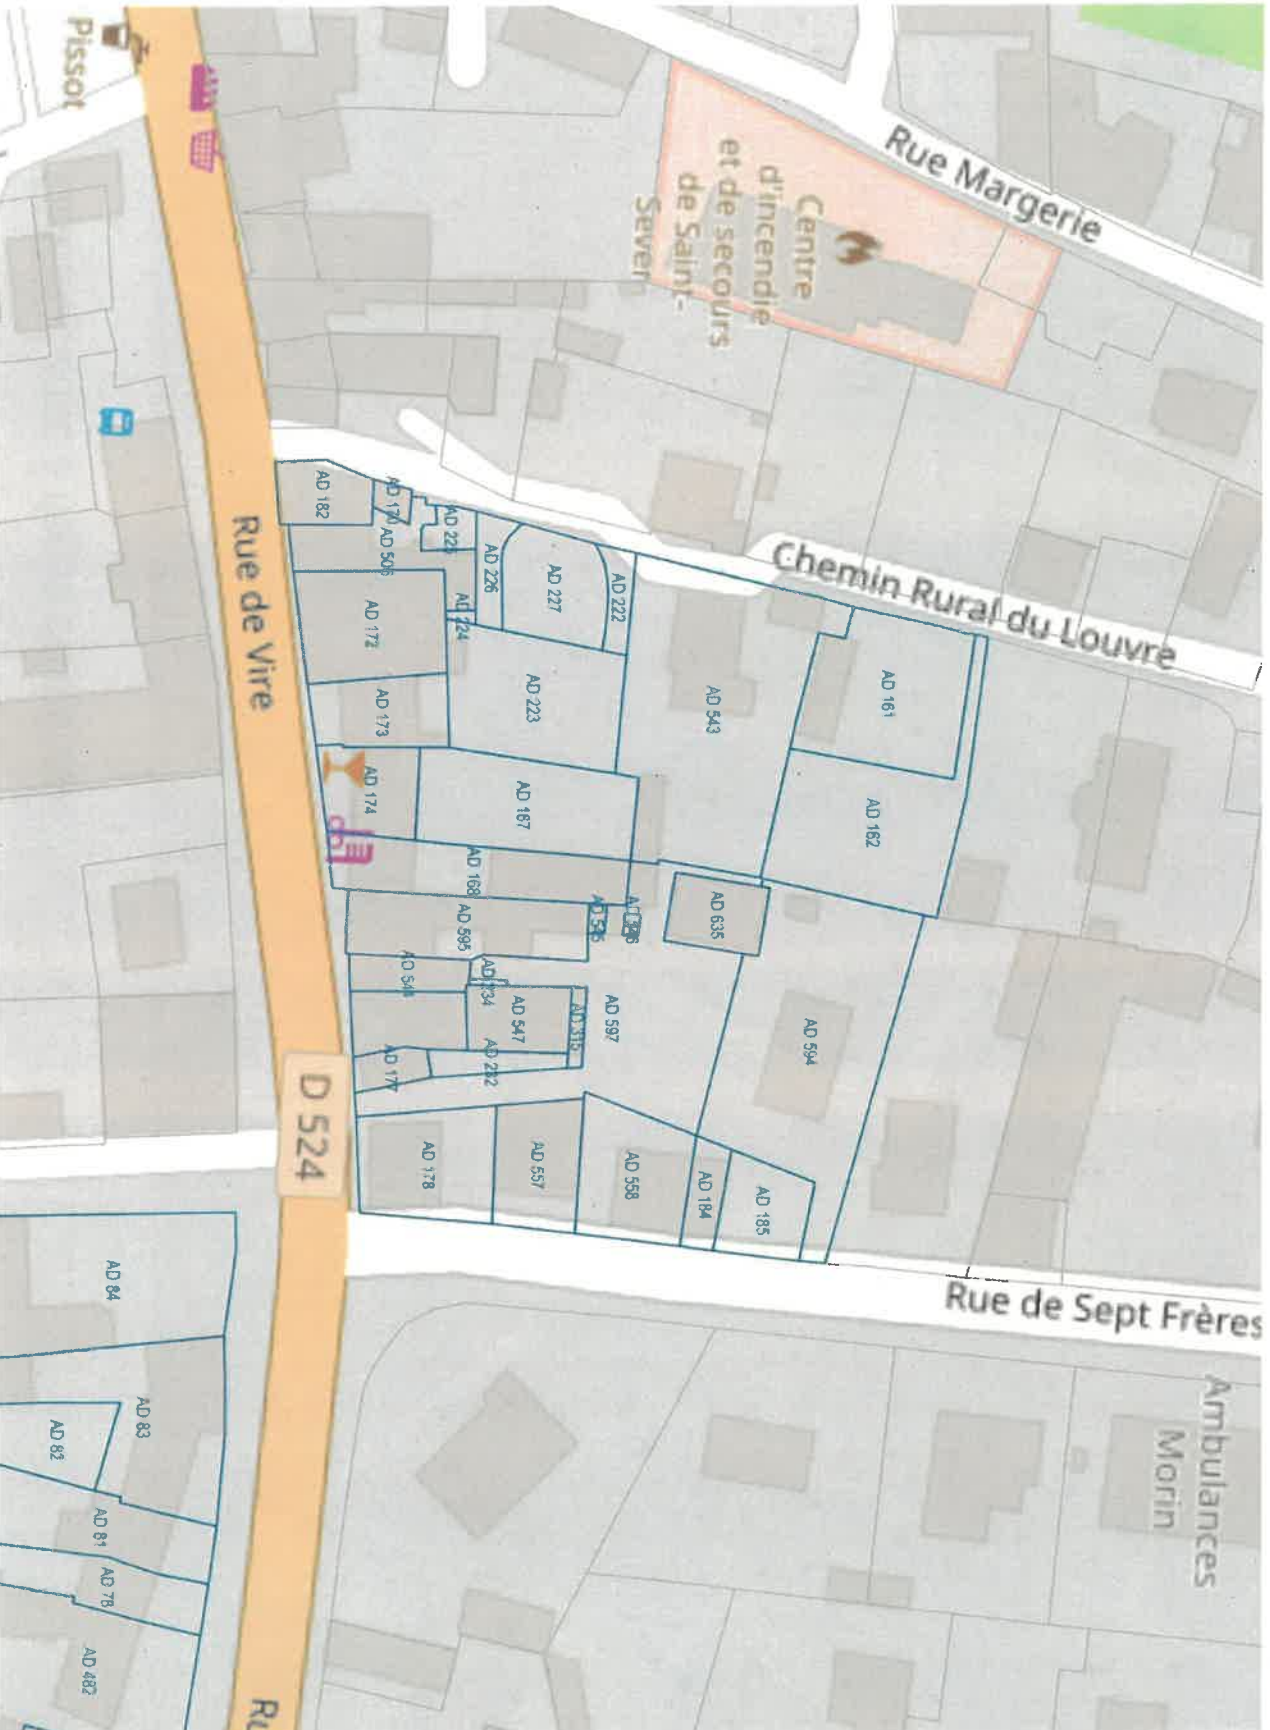 Rue Margerie
Centre
d'incendie
et de secours
de Saint-
Sever
Pissot
Chemin Rural du Louvre
Rue de Vire
D 524
Rue de Sept Frères
Ambulances
Morin
AD 182
AD 170
AD 225
AD 226
AD 227
AD 222
AD 172
AD 224
AD 223
AD 543
AD 161
AD 162
AD 173
AD 174
AD 167
AD 168
AD 595
AD 635
AD 234
AD 547
AD 315
AD 597
AD 594
AD 177
AD 232
AD 178
AD 557
AD 558
AD 184
AD 185
AD 84
AD 83
AD 82
AD 81
AD 78
AD 482